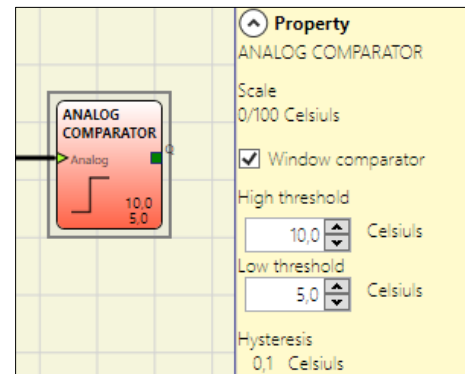 ANALOG
COMPARATOR
Analog
Q
10,0
5,0
Property
ANALOG COMPARATOR
Scale
0/100 Celsiuls
Window comparator
High threshold
10,0 Celsiuls
Low threshold
5,0 Celsiuls
Hysteresis
0,1 Celsiuls